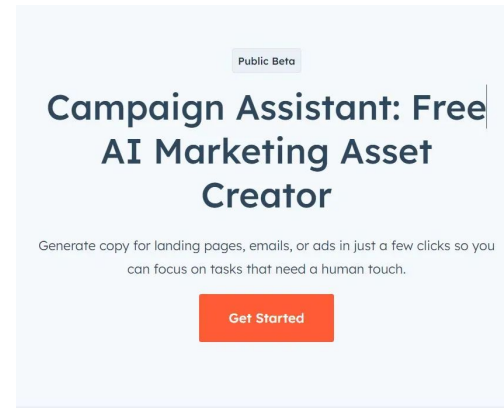 Public Beta
Campaign Assistant: Free
AI Marketing Asset
Creator
Generate copy for landing pages, emails, or ads in just a few clicks so you
can focus on tasks that need a human touch.
Get Started